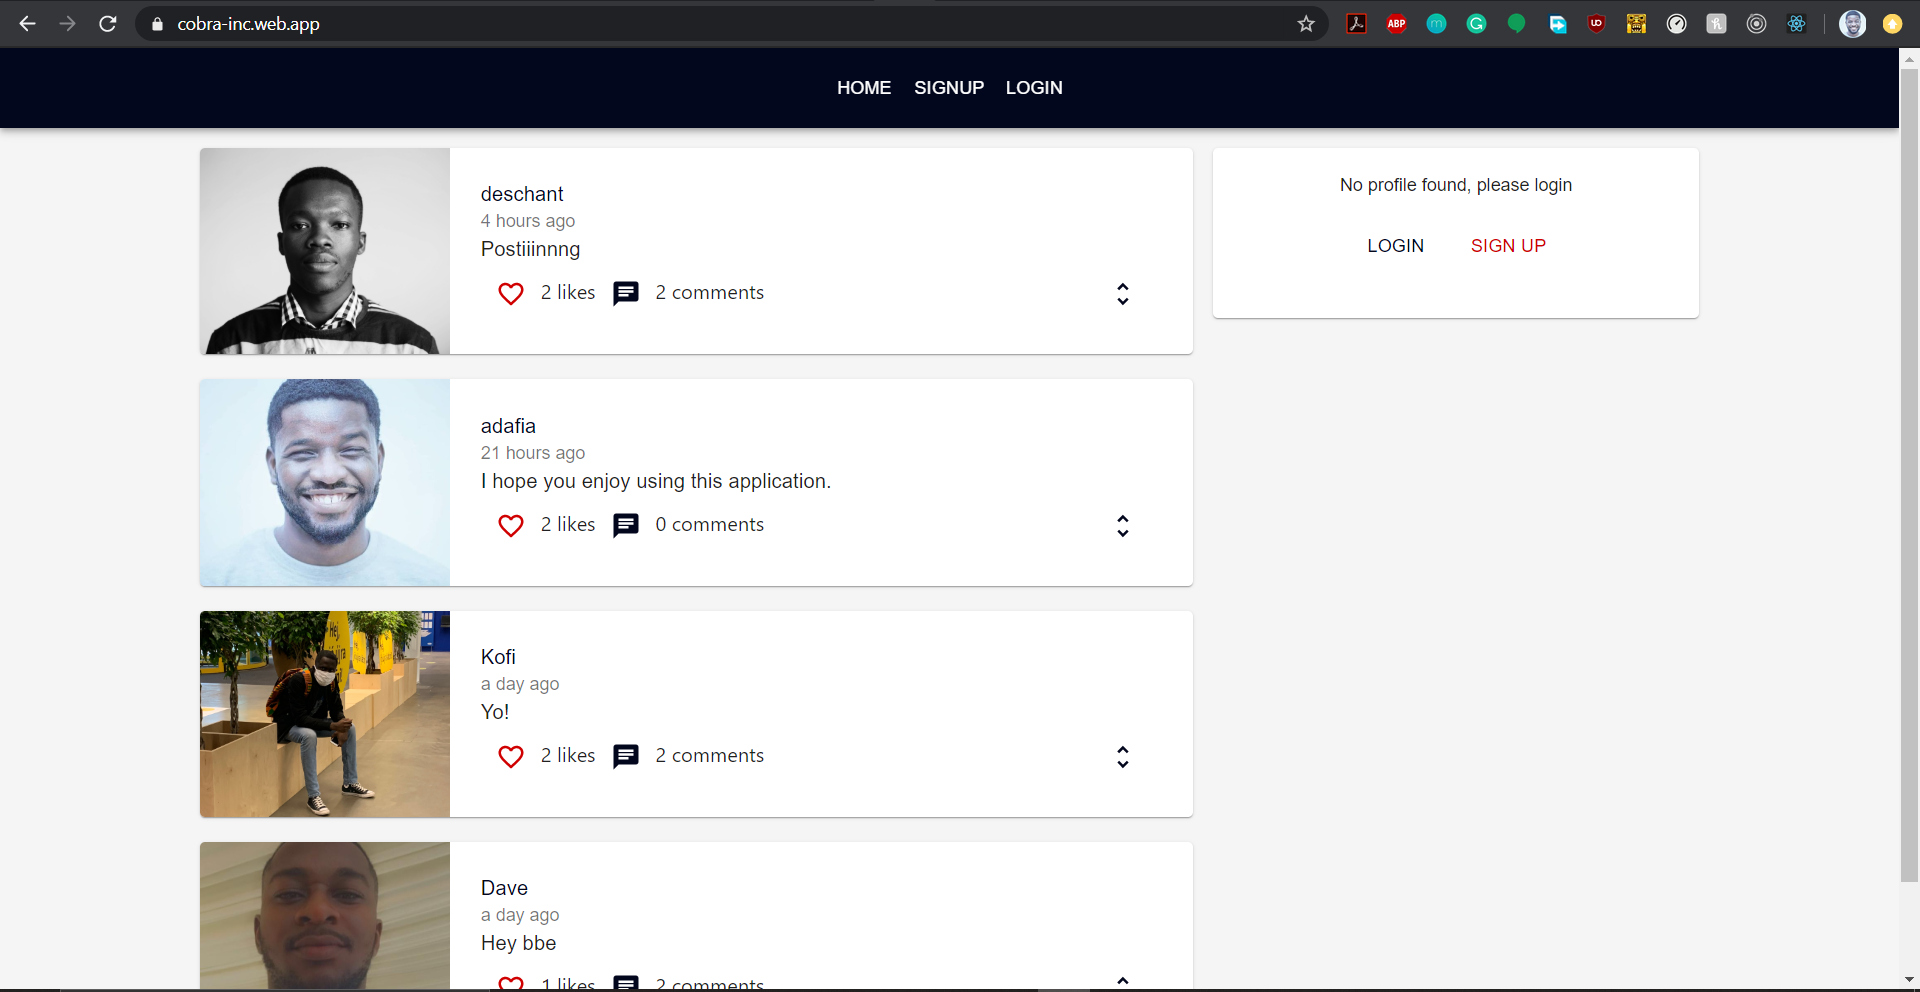 cobra-inc.web.app
ABP
HOME SIGNUP LOGIN
deschant
4 hours ago
Postiiinnng
2 likes 2 comments
No profile found, please login
LOGIN SIGN UP
adafia
21 hours ago
I hope you enjoy using this application.
2 likes 0 comments
Kofi
a day ago
Yo!
2 likes 2 comments
Dave
a day ago
Hey bbe
1 likes 2 comments